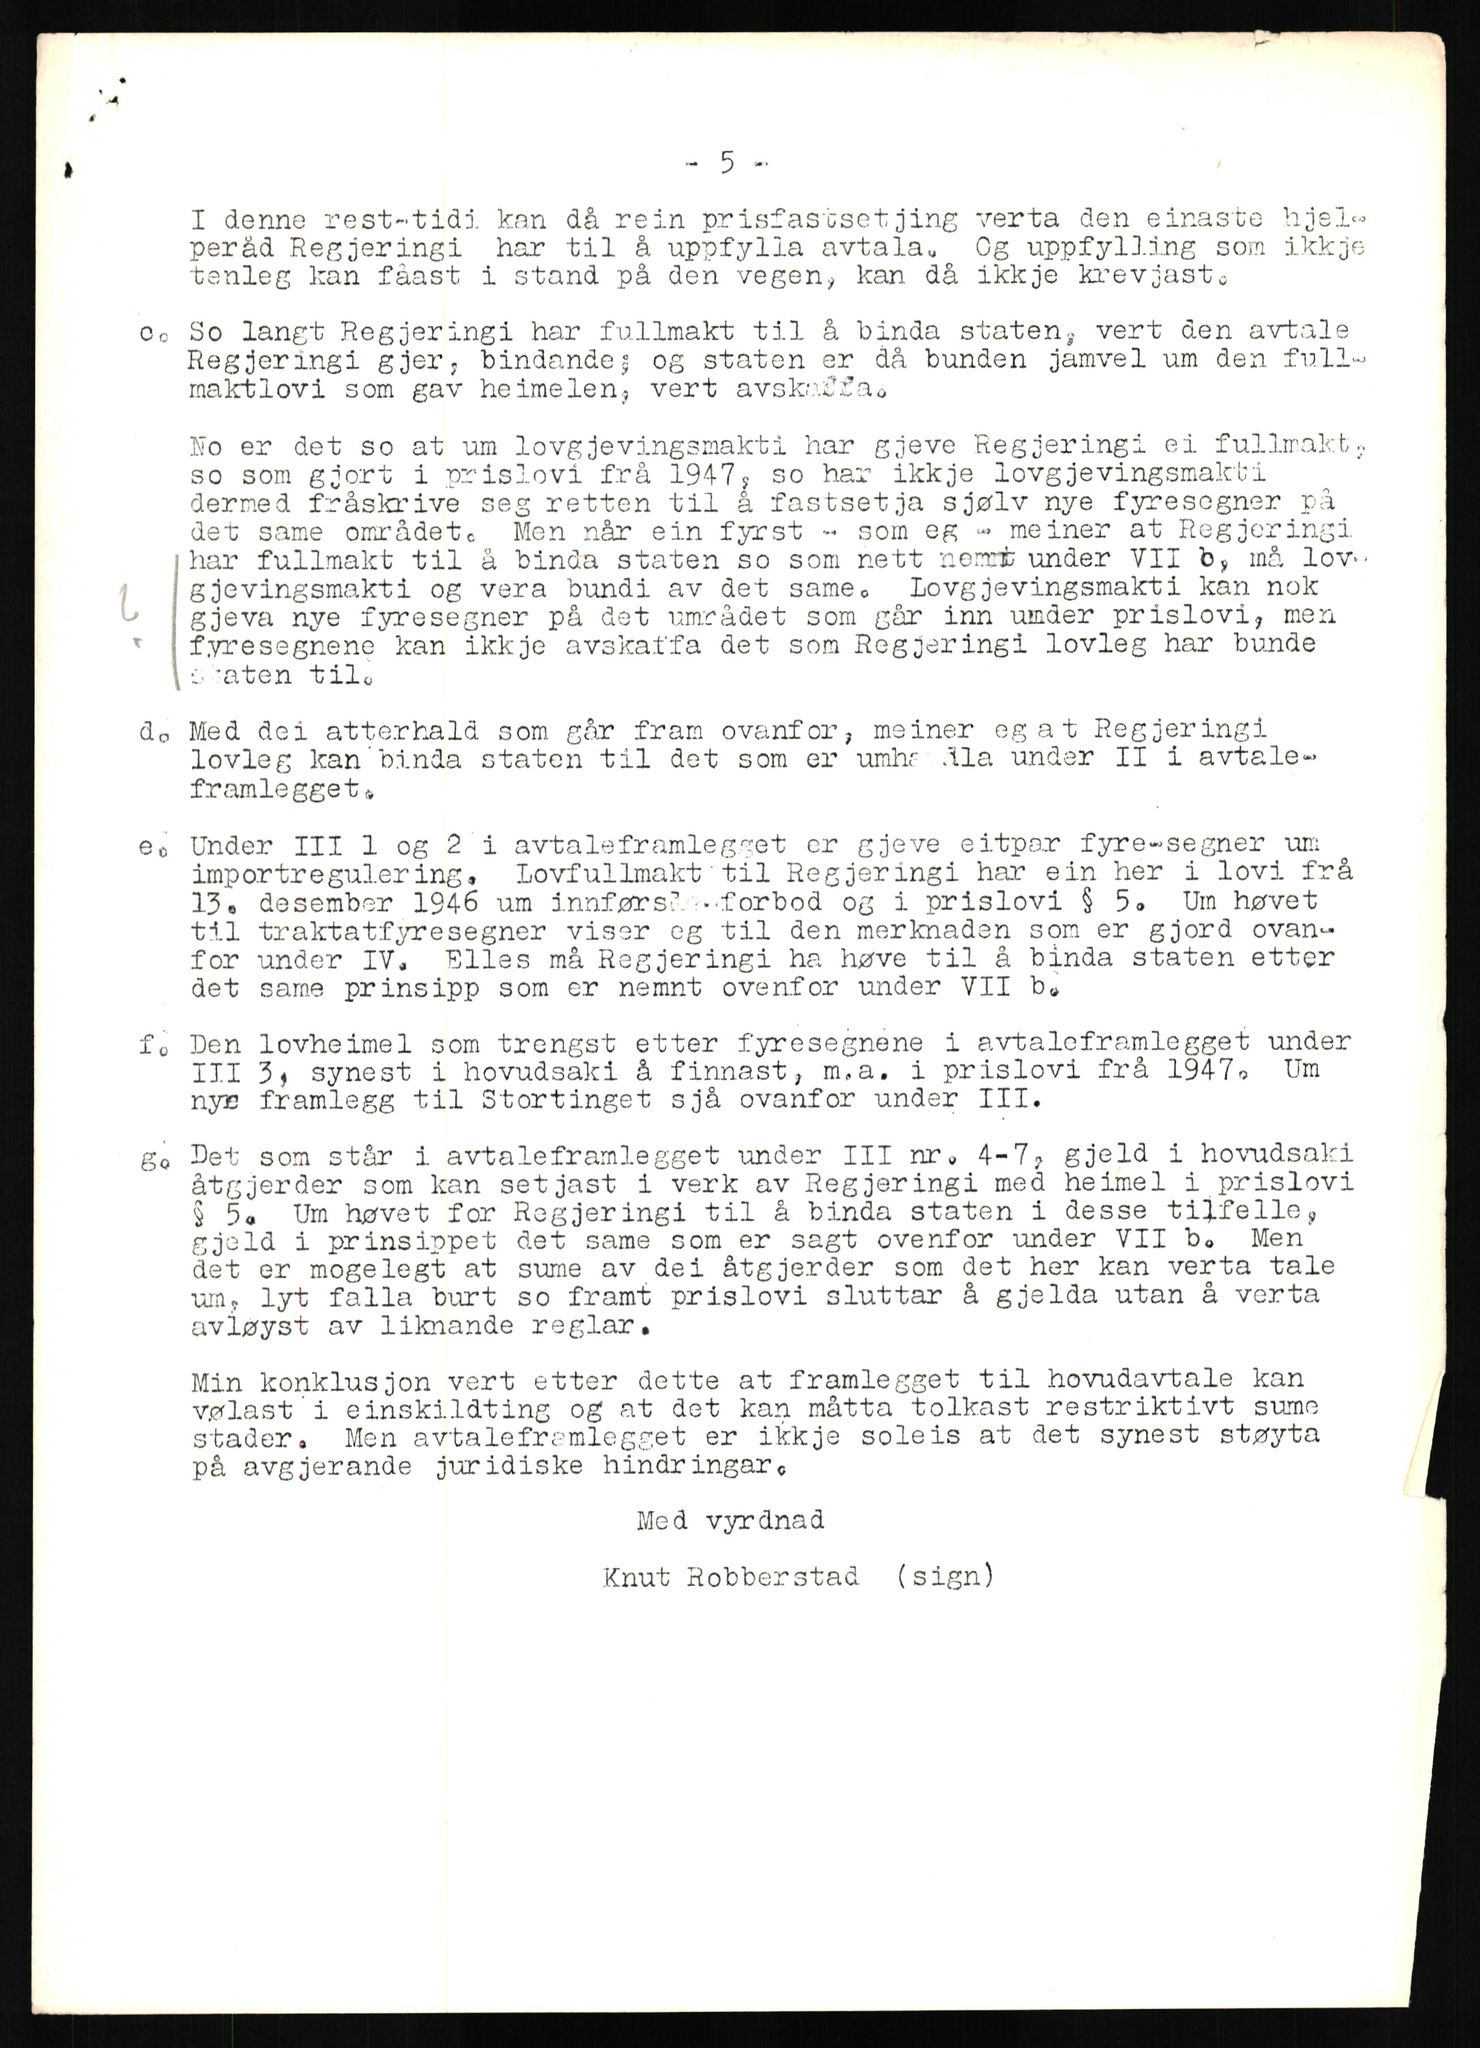 - 5 -
I denne rest-tidi kan då rein prisfastsetjing verta den einaste hjel-
peråd Regjeringi har til å uppfylla avtala. Og uppfylling som ikkje
tenleg kan fåast i stand på den vegen, kan då ikkje krevjast.
c. So langt Regjeringi har fullmakt til å binda staten, vert den avtale
Regjeringi gjer, bindande; og staten er då bunden jamvel um den full-
maktlovi som gav heimelen, vert avskaffa.
No er det so at um lovgjevingsmakti har gjeve Regjeringi ei fullmakt,
so som gjort i prislovi frå 1947, so har ikkje lovgjevingsmakti
dermed fråskrive seg retten til å fastsetja sjølv nye fyresegner på
det same området. Men når ein fyrst - som eg - meiner at Regjeringi
har fullmakt til å binda staten so som nett nemnt under VII b, må lov-
gjevingsmakti og vera bundi av det same. Lovgjevingsmakti kan nok
gjeva nye fyresegner på det umrådet som går inn under prislovi, men
fyresegnene kan ikkje avskaffa det som Regjeringi lovleg har bunde
staten til.
d. Med dei atterhald som går fram ovanfor, meiner eg at Regjeringi
lovleg kan binda staten til det som er umhandla under II i avtale-
framlegget.
e. Under III 1 og 2 i avtaleframlegget er gjeve eitpar fyre-segner um
importregulering. Lovfullmakt til Regjeringi har ein her i lovi frå
13. desember 1946 um innførsle-forbod og i prislovi § 5. Um høvet
til traktatfyresegner viser eg til den merknaden som er gjord ovan-
for under IV. Elles må Regjeringi ha høve til å binda staten etter
det same prinsipp som er nemnt ovenfor under VII b.
f. Den lovheimel som trengst etter fyresegnene i avtaleframlegget under
III 3, synest i hovudsaki å finnast, m.a. i prislovi frå 1947. Um
nye framlegg til Stortinget sjå ovanfor under III.
g. Det som står i avtaleframlegget under III nr. 4-7, gjeld i hovudsaki
åtgjerder som kan setjast i verk av Regjeringi med heimel i prislovi
§ 5. Um høvet for Regjeringi til å binda staten i desse tilfelle,
gjeld i prinsippet det same som er sagt ovenfor under VII b. Men
det er mogelegt at sume av dei åtgjerder som det her kan verta tale
um, lyt falla burt so framt prislovi sluttar å gjelda utan å verta
avløyst av liknande reglar.
Min konklusjon vert etter dette at framlegget til hovudavtale kan
vølast i einskildting og at det kan måtta tolkast restriktivt sume
stader. Men avtaleframlegget er ikkje soleis at det synest støyta
på avgjerande juridiske hindringar.
Med vyrdnad
Knut Robberstad (sign)